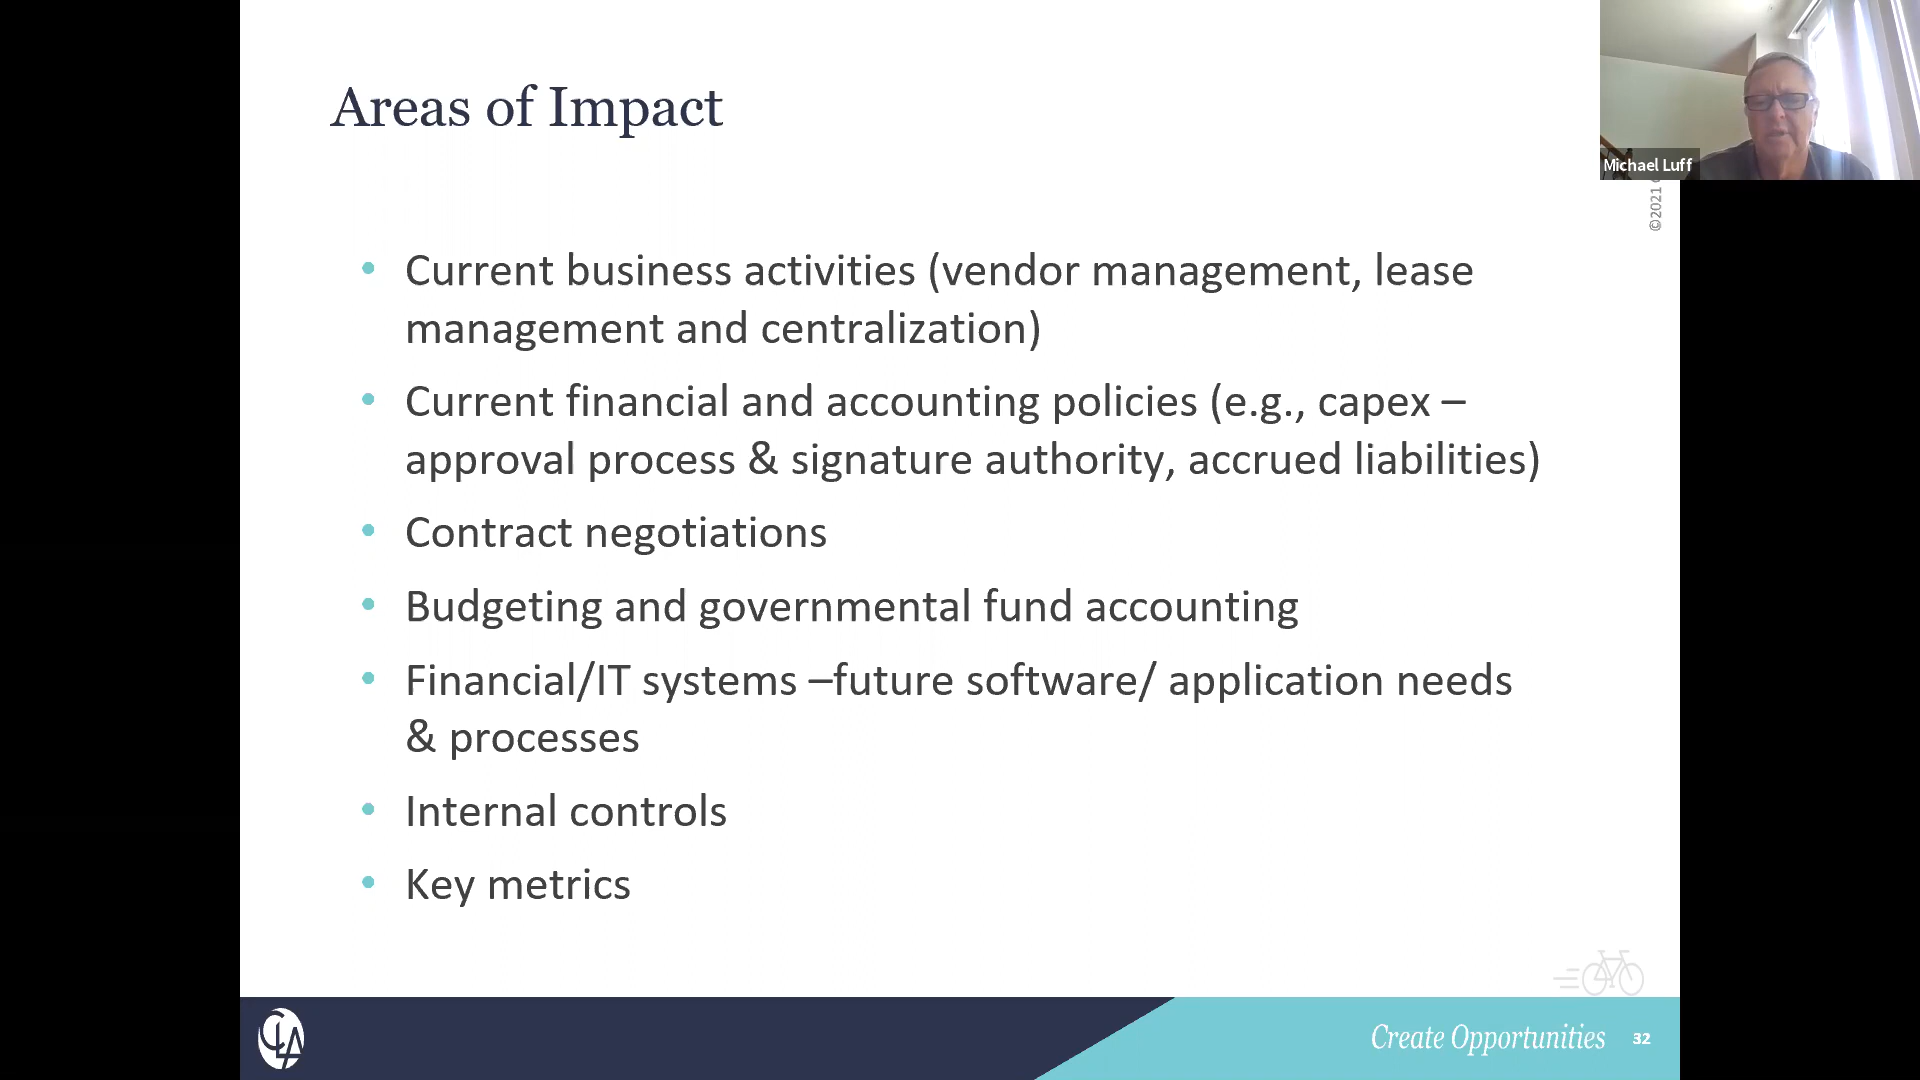 Areas of Impact
Michael Luff
©2021
• Current business activities (vendor management, lease
management and centralization)
• Current financial and accounting policies (e.g., capex –
approval process & signature authority, accrued liabilities)
• Contract negotiations
• Budgeting and governmental fund accounting
• Financial/IT systems –future software/ application needs
& processes
• Internal controls
• Key metrics
CLA
Create Opportunities 32